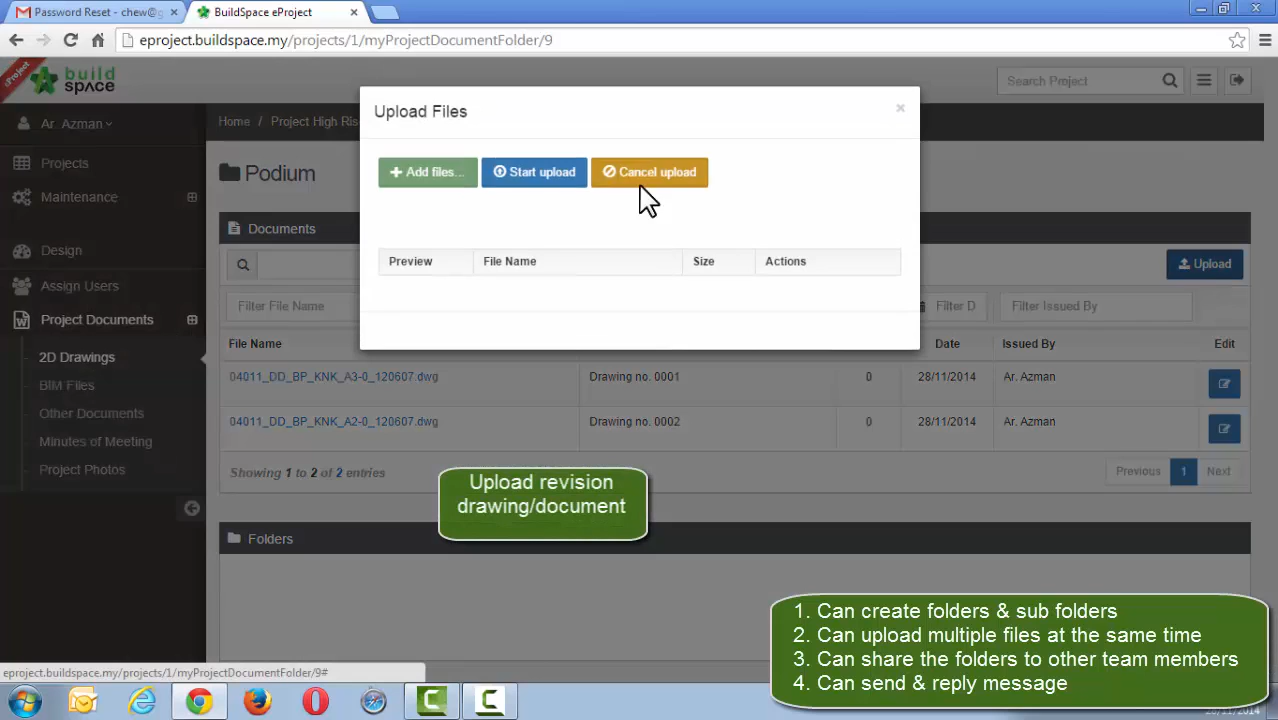 Password Reset - chew@g
BuildSpace eProject
eproject.buildspace.my/projects/1/myProjectDocumentFolder/9
eProject
build
space
Search Project
Upload Files
Ar. Azman
Home / Project High Ris
Projects
Podium
+ Add files...
Start upload
Cancel upload
Maintenance
Documents
Design
Preview
File Name
Size
Actions
Upload
Assign Users
Filter File Name
Filter D
Filter Issued By
Project Documents
File Name
Date
Issued By
Edit
2D Drawings
04011_DD_BP_KNK_A3-0_120607.dwg
Drawing no. 0001
0
28/11/2014
Ar. Azman
BIM Files
Other Documents
04011_DD_BP_KNK_A2-0_120607.dwg
Drawing no. 0002
0
28/11/2014
Ar. Azman
Minutes of Meeting
Project Photos
Showing 1 to 2 of 2 entries
Previous
1
Next
Upload revision
drawing/document
Folders
1. Can create folders & sub folders
2. Can upload multiple files at the same time
3. Can share the folders to other team members
4. Can send & reply message
eproject.buildspace.my/projects/1/myProjectDocumentFolder/9#
28/11/2014